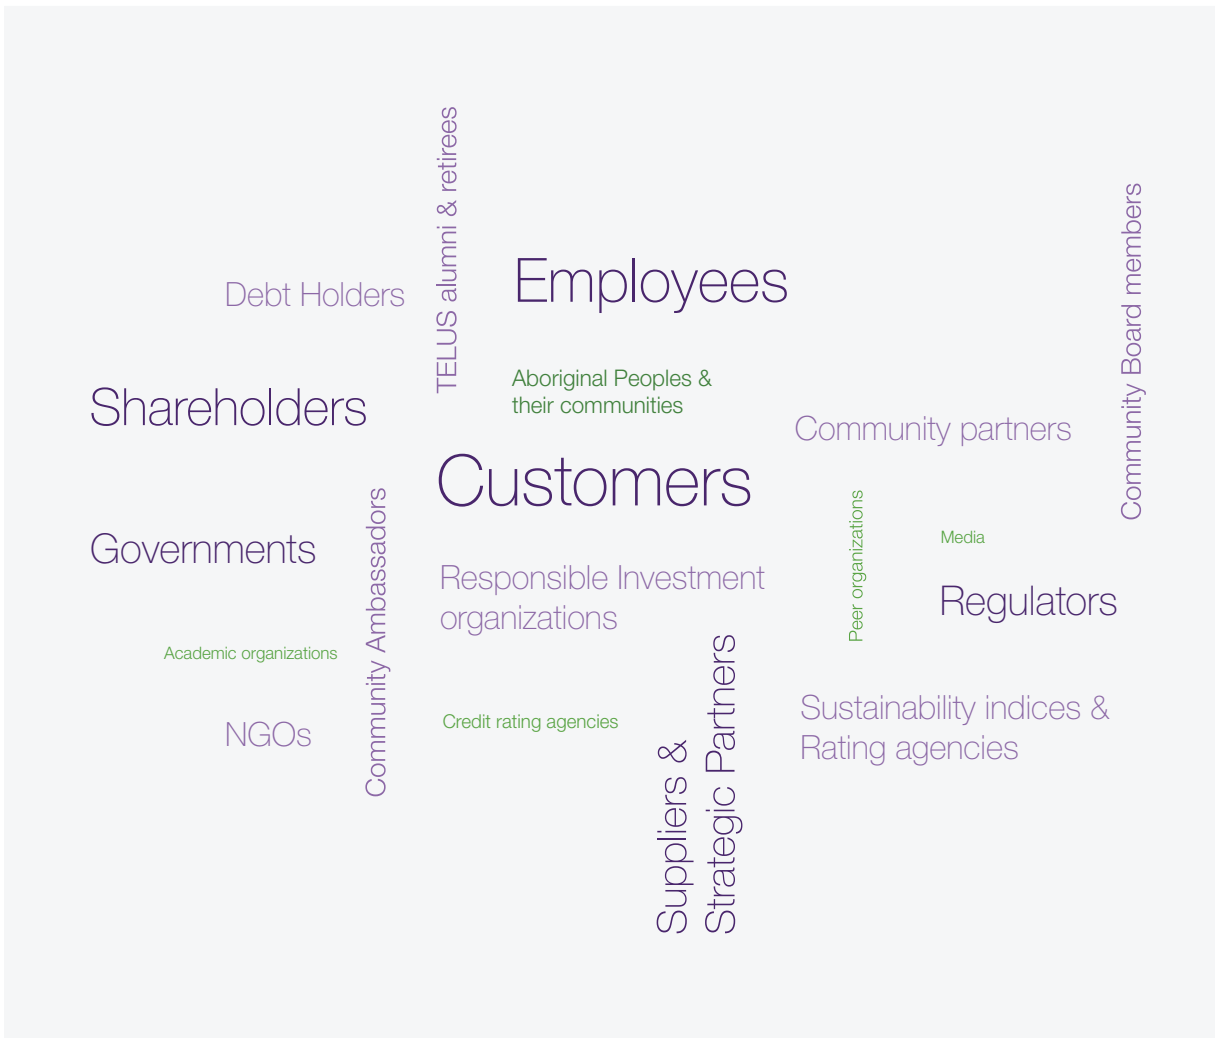 TELUS alumni & retirees
Community Board members
Employees
Debt Holders
Aboriginal Peoples &
their communities
Shareholders
Community partners
Customers
Community Ambassadors
Peer organizations
Media
Governments
Responsible Investment
organizations
Regulators
Academic organizations
Suppliers &
Strategic Partners
Sustainability indices &
Rating agencies
Credit rating agencies
NGOs